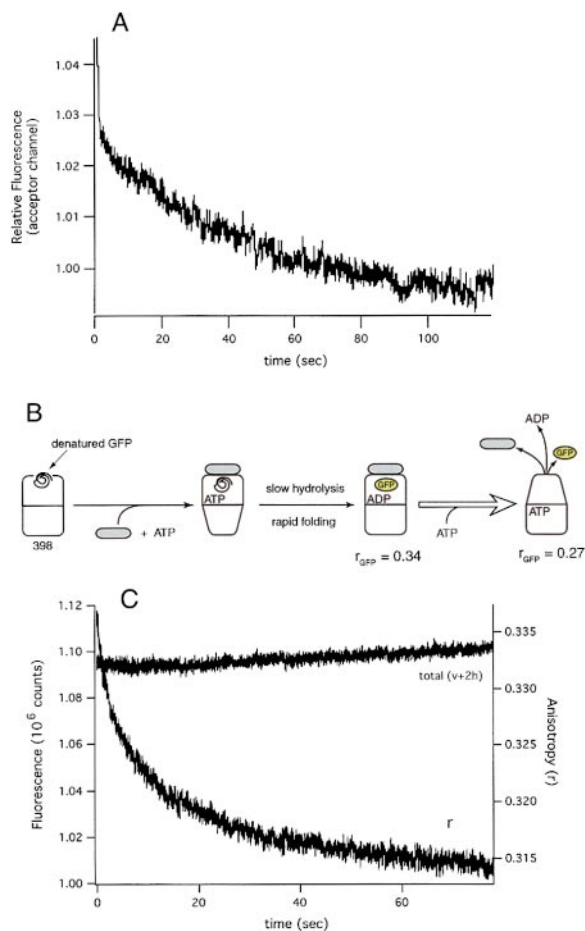 A
Relative Fluorescence
(acceptor channel)
1.04
1.03
1.02
1.01
1.00
0
20
40
60
80
100
time (sec)
B
denatured GFP
398
+ ATP
ATP
slow hydrolysis
rapid folding
GFP
ADP
r GFP = 0.34
ATP
ADP
GFP
ATP
r GFP = 0.27
C
Fluorescence (10⁶ counts)
1.12
1.10
1.08
1.06
1.04
1.02
1.00
total (v+2h)
r
0.335
0.333
0.325
0.320
0.315
Anisotropy (r)
0
20
40
60
time (sec)